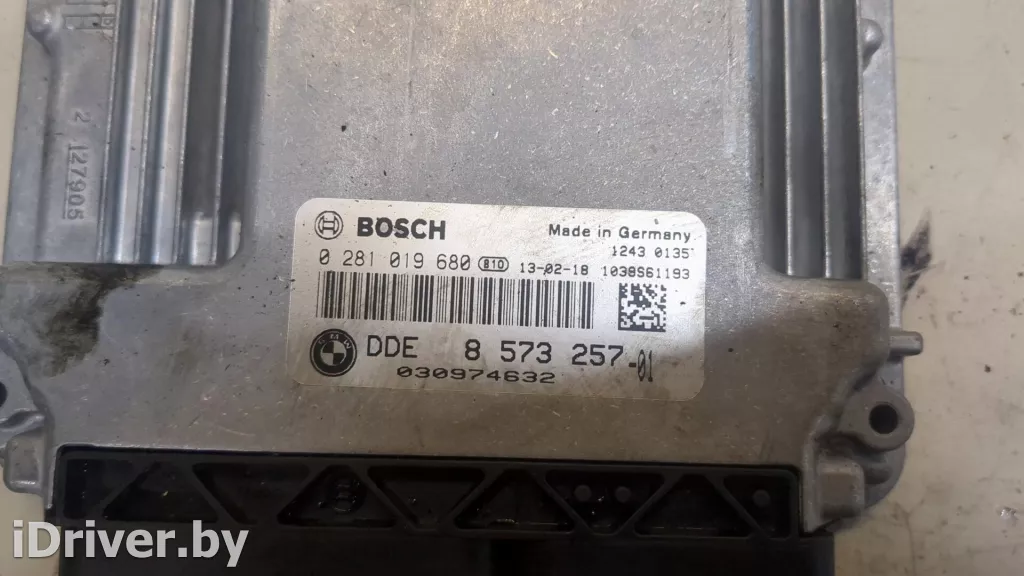 2 127905
BOSCH
Made in Germany
1243 0135
0 281 019 680 B10 13-02-18 1038S61193
DDE 8 573 257-01
030974632
iDriver.by